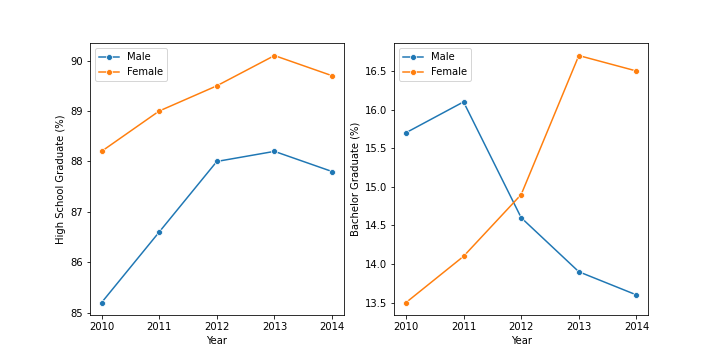 Male
Female
High School Graduate (%)
90
89
88
87
86
85
2010 2011 2012 2013 2014
Year
Male
Female
Bachelor Graduate (%)
16.5
16.0
15.5
15.0
14.5
14.0
13.5
2010 2011 2012 2013 2014
Year